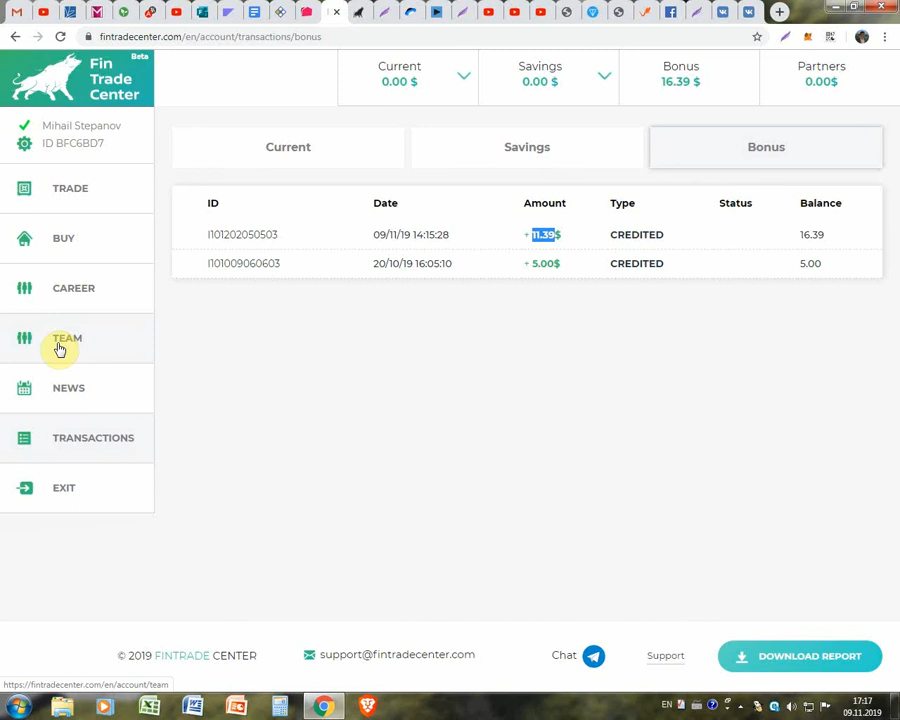 fintradecenter.com/en/account/transactions/bonus
Beta
Fin
Trade
Center
Current
0.00 $
Savings
0.00 $
Bonus
16.39 $
Partners
0.00$
Mihail Stepanov
ID BFC6BD7
TRADE
BUY
CAREER
TEAM
NEWS
TRANSACTIONS
EXIT
Current Savings Bonus
ID Date Amount Type Status Balance
I101202050503 09/11/19 14:15:28 + 11.39$ CREDITED 16.39
I101009060603 20/10/19 16:05:10 + 5.00$ CREDITED 5.00
© 2019 FINTRADE CENTER support@fintradecenter.com Chat Support DOWNLOAD REPORT
https://fintradecenter.com/en/account/team
EN 17:17
09.11.2019